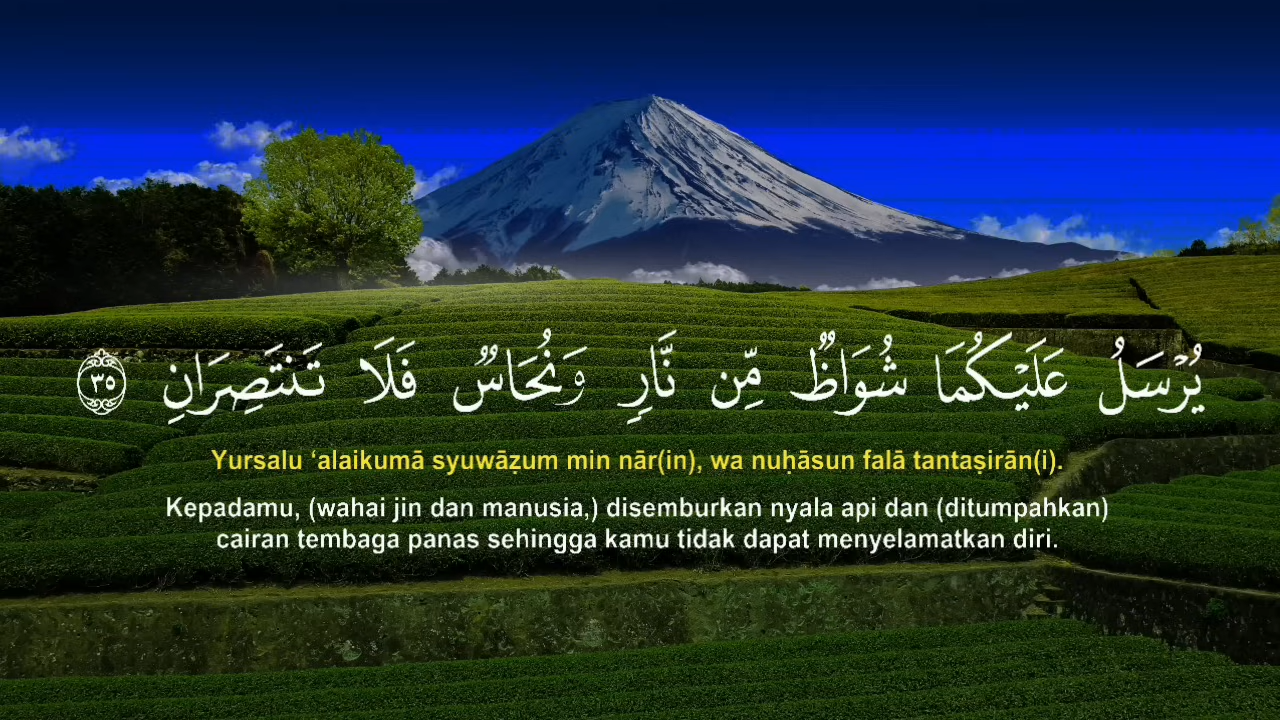 يُرْسَلُ عَلَيْكُمَا شُوَاظٌ مِّن نَّارٍ وَنُحَاسٌ فَلَا تَنتَصِرَانِ ٣٥
Yursalu ‘alaikumā syuwāẓum min nār(in), wa nuḥāsun falā tantaṣirān(i).
Kepadamu, (wahai jin dan manusia,) disemburkan nyala api dan (ditumpahkan)
cairan tembaga panas sehingga kamu tidak dapat menyelamatkan diri.